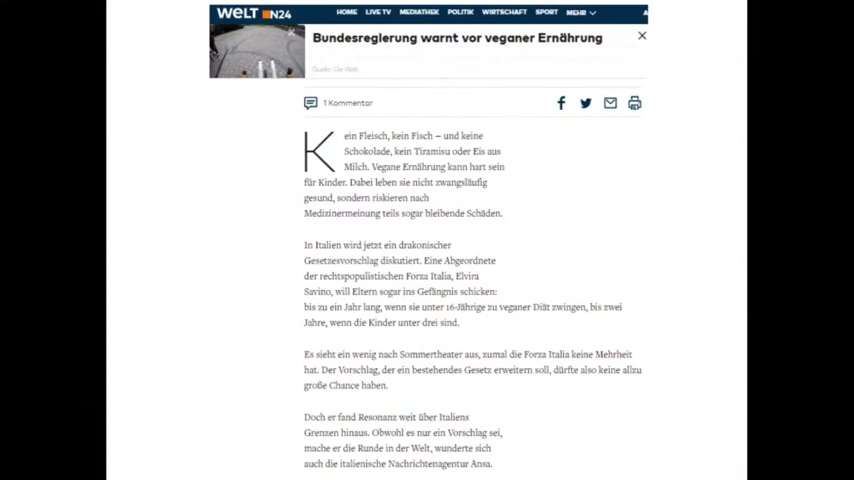 WELT N24
HOME LIVE TV MEDIATHEK POLITIK WIRTSCHAFT SPORT MEHR
Bundesregierung warnt vor veganer Ernährung
Quelle: Die Welt
1 Kommentar
Kein Fleisch, kein Fisch – und keine
Schokolade, kein Tiramisu oder Eis aus
Milch. Vegane Ernährung kann hart sein
für Kinder. Dabei leben sie nicht zwangsläufig
gesund, sondern riskieren nach
Medizinermeinung teils sogar bleibende Schäden.
In Italien wird jetzt ein drakonischer
Gesetzesvorschlag diskutiert. Eine Abgeordnete
der rechtspopulistischen Forza Italia, Elvira
Savino, will Eltern sogar ins Gefängnis schicken:
bis zu ein Jahr lang, wenn sie unter 16-Jährige zu veganer Diät zwingen, bis zwei
Jahre, wenn die Kinder unter drei sind.
Es sieht ein wenig nach Sommertheater aus, zumal die Forza Italia keine Mehrheit
hat. Der Vorschlag, der ein bestehendes Gesetz erweitern soll, dürfte also keine allzu
große Chance haben.
Doch er fand Resonanz weit über Italiens
Grenzen hinaus. Obwohl es nur ein Vorschlag sei,
mache er die Runde in der Welt, wunderte sich
auch die italienische Nachrichtenagentur Ansa.